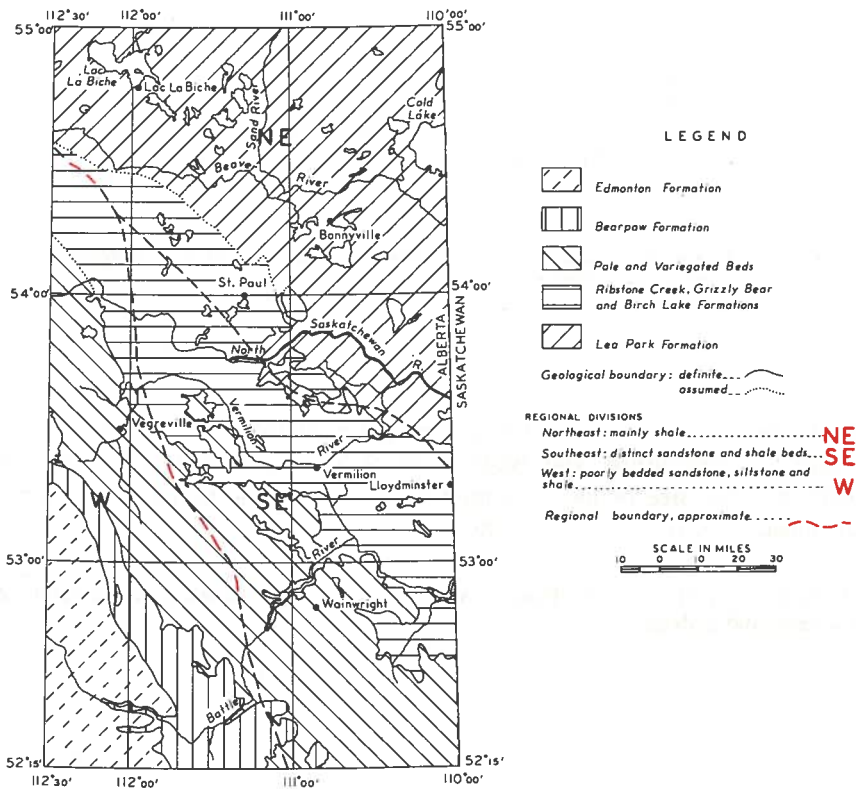 112°30' 112°00' 111°00' 110°00'
55°00' 55°00'
Lac La Biche
Lac La Biche
Sand River
Cold Lake
NE
Beaver River
Bonnyville
St. Paul
54°00' 54°00'
North Saskatchewan R.
ALBERTA
SASKATCHEWAN
Vermilion River
Vegreville
Vermilion
Lloydminster
W
SE
53°00' 53°00'
River
Wainwright
Battle
52°15' 52°15'
112°30' 112°00' 111°00' 110°00'
LEGEND
Edmonton Formation
Bearpaw Formation
Pale and Variegated Beds
Ribstone Creek, Grizzly Bear
and Birch Lake Formations
Lea Park Formation
Geological boundary: definite
assumed
REGIONAL DIVISIONS
Northeast: mainly shale NE
Southeast: distinct sandstone and shale beds SE
West: poorly bedded sandstone, siltstone and
shale W
Regional boundary, approximate
SCALE IN MILES
10 0 10 20 30